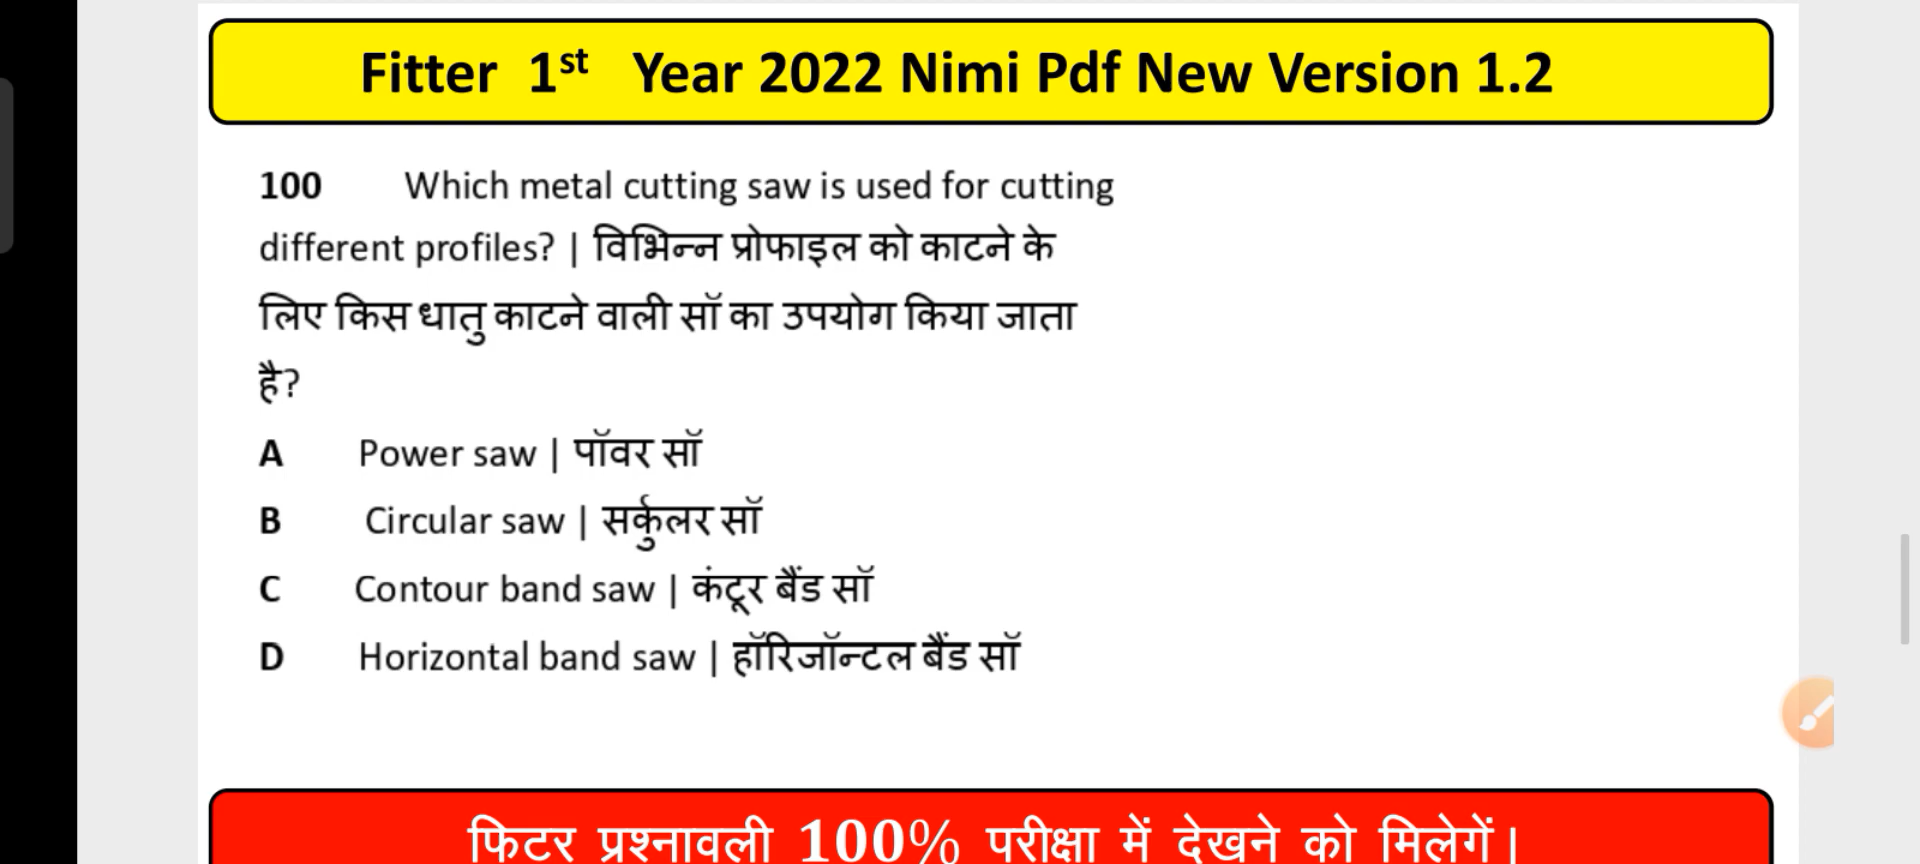 Fitter 1st Year 2022 Nimi Pdf New Version 1.2
100 Which metal cutting saw is used for cutting
different profiles? | विभिन्न प्रोफाइल को काटने के
लिए किस धातु काटने वाली सॉ का उपयोग किया जाता
है?
A Power saw | पॉवर सॉ
B Circular saw | सर्कुलर सॉ
C Contour band saw | कंटूर बैंड सॉ
D Horizontal band saw | हॉरिजॉन्टल बैंड सॉ
फिटर प्रश्नावली 100% परीक्षा में देखने को मिलेगें।